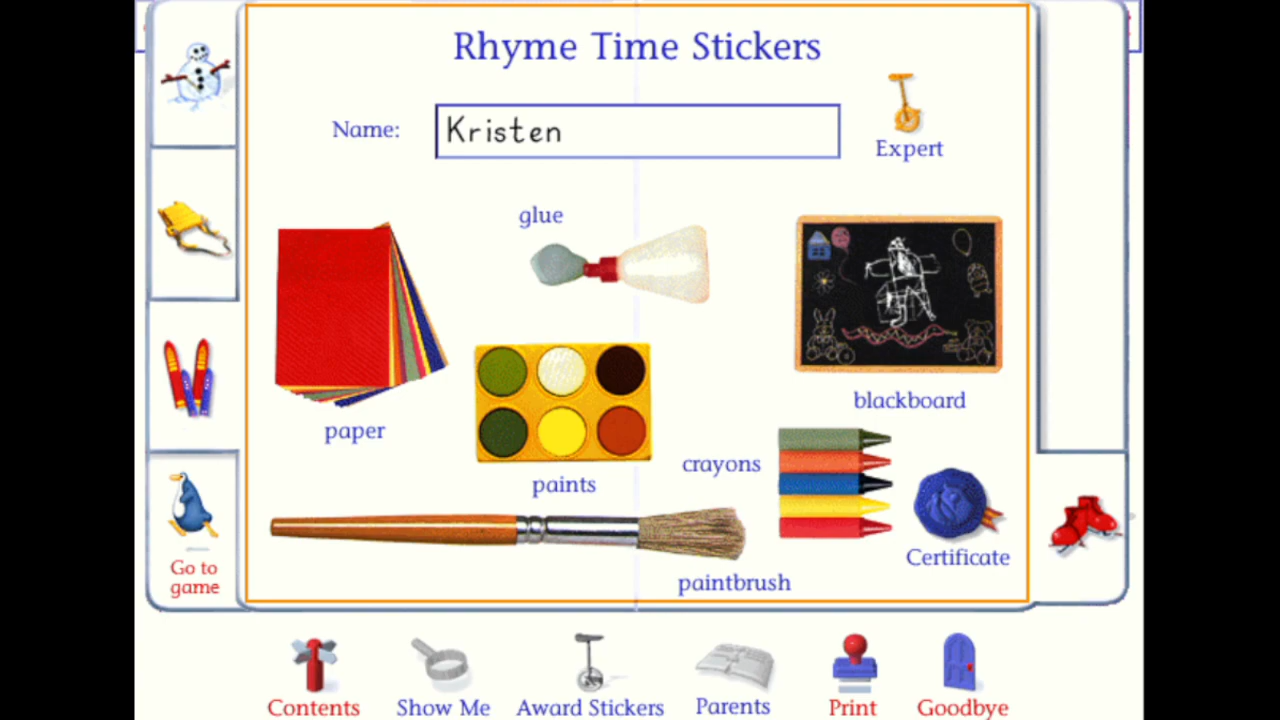 Rhyme Time Stickers
Name: Kristen
Expert
glue
blackboard
paper
crayons
paints
Certificate
paintbrush
Go to
game
Contents Show Me Award Stickers Parents Print Goodbye